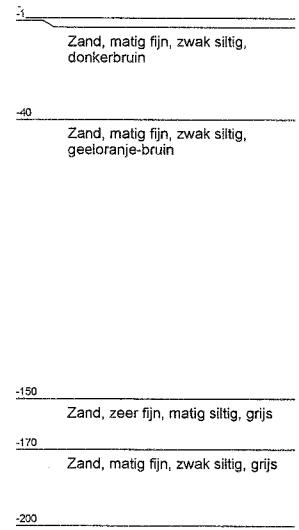 -1
Zand, matig fijn, zwak siltig,
donkerbruin
-40
Zand, matig fijn, zwak siltig,
geeloranje-bruin
-150
Zand, zeer fijn, matig siltig, grijs
-170
Zand, matig fijn, zwak siltig, grijs
-200